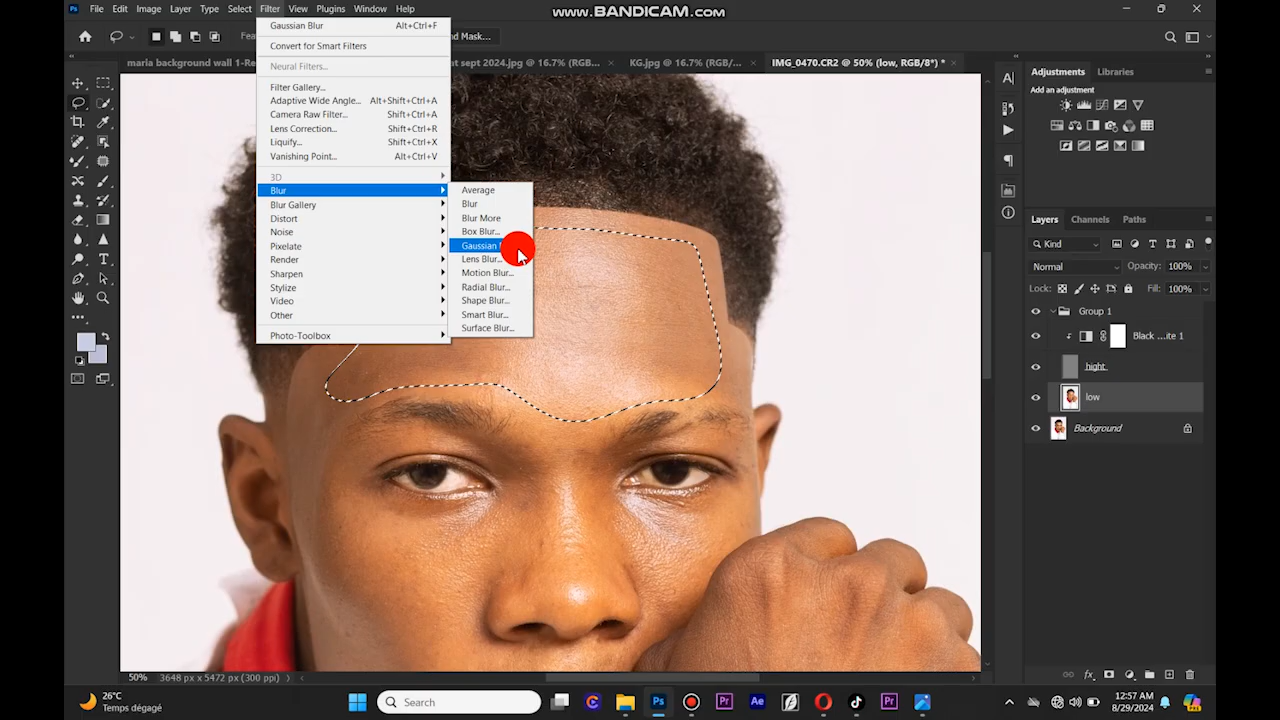 www.BANDICAM.com
Ps File Edit Image Layer Type Select Filter View Plugins Window Help
nd Mask...
maria background wall 1-Re
at sept 2024.jpg @ 16.7% (RGB...
KG.jpg @ 16.7% (RGB/...
IMG_0470.CR2 @ 50% (low, RGB/8*) *
Gaussian Blur Alt+Ctrl+F
Convert for Smart Filters
Neural Filters...
Filter Gallery...
Adaptive Wide Angle... Alt+Shift+Ctrl+A
Camera Raw Filter... Shift+Ctrl+A
Lens Correction... Shift+Ctrl+R
Liquify... Shift+Ctrl+X
Vanishing Point... Alt+Ctrl+V
3D
Blur
Blur Gallery
Distort
Noise
Pixelate
Render
Sharpen
Stylize
Video
Other
Photo-Toolbox
Average
Blur
Blur More
Box Blur...
Gaussian
Lens Blur...
Motion Blur...
Radial Blur...
Shape Blur...
Smart Blur...
Surface Blur...
Adjustments Libraries
Add an adjustment
Layers Channels Paths
Kind
Normal Opacity: 100%
Lock: Fill: 100%
Group 1
Black ...ite 1
hight.
low
Background
50% 3648 px x 5472 px (300 ppi)
26°C
Temps dégagé
Search
Ps
Pr
Ae
Pr
12:57 AM
8/29/2024